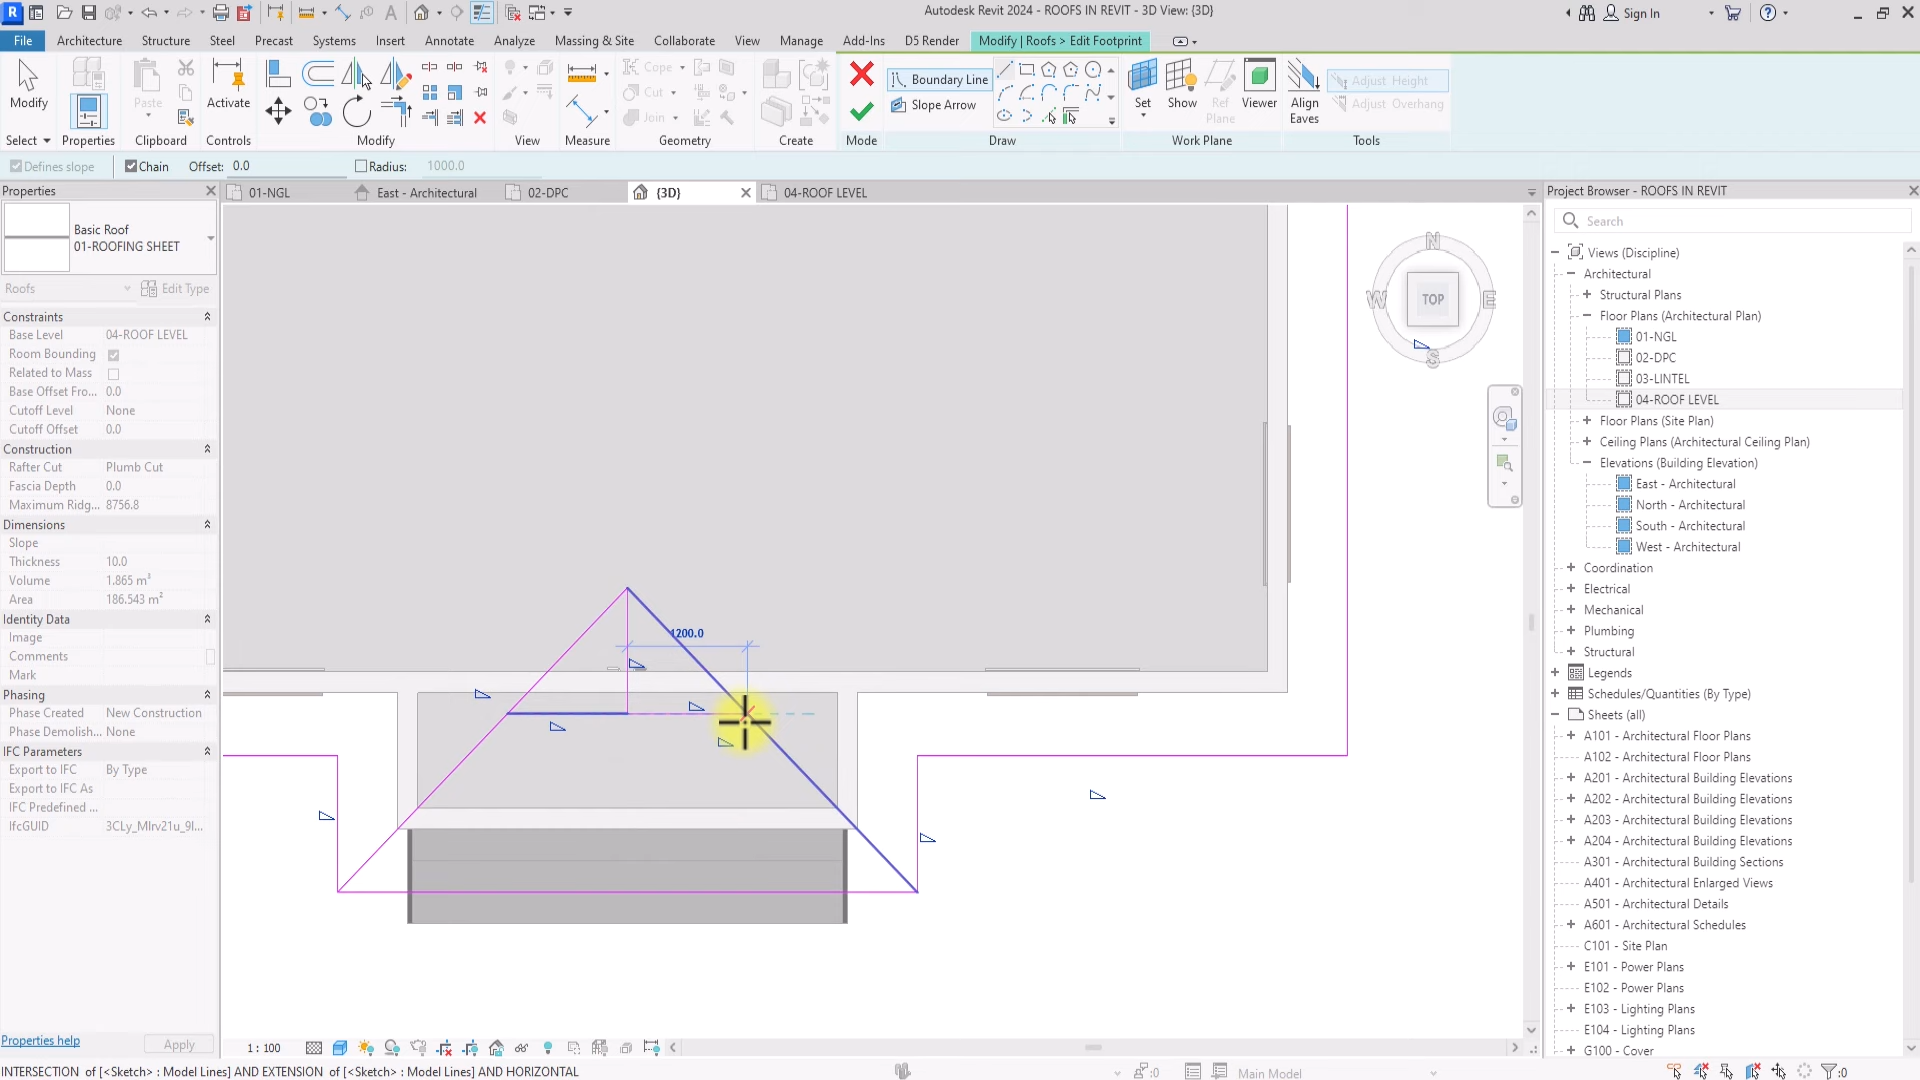 Autodesk Revit 2024 - ROOFS IN REVIT - 3D View: {3D}
Sign In
File Architecture Structure Steel Precast Systems Insert Annotate Analyze Massing & Site Collaborate View Manage Add-Ins D5 Render Modify | Roofs > Edit Footprint
Modify
Paste
Activate
Cope
Cut
Join
Boundary Line
Slope Arrow
Set
Show
Ref Plane
Viewer
Align Eaves
Adjust Height
Adjust Overhang
Select Properties Clipboard Controls Modify View Measure Geometry Create Mode Draw Work Plane Tools
Defines slope Chain Offset: 0.0 Radius: 1000.0
Properties
Basic Roof
01-ROOFING SHEET
Roofs Edit Type
Constraints
Base Level 04-ROOF LEVEL
Room Bounding
Related to Mass
Base Offset Fro... 0.0
Cutoff Level None
Cutoff Offset 0.0
Construction
Rafter Cut Plumb Cut
Fascia Depth 0.0
Maximum Ridg... 8756.8
Dimensions
Slope
Thickness 10.0
Volume 1.865 m³
Area 186.543 m²
Identity Data
Image
Comments
Mark
Phasing
Phase Created New Construction
Phase Demolish... None
IFC Parameters
Export to IFC By Type
Export to IFC As
IFC Predefined ...
IfcGUID 3CLy_MIrv21u_9I...
Properties help Apply
01-NGL East - Architectural 02-DPC {3D} 04-ROOF LEVEL
N
W TOP E
S
1200.0
1 : 100
Project Browser - ROOFS IN REVIT
Search
Views (Discipline)
Architectural
Structural Plans
Floor Plans (Architectural Plan)
01-NGL
02-DPC
03-LINTEL
04-ROOF LEVEL
Floor Plans (Site Plan)
Ceiling Plans (Architectural Ceiling Plan)
Elevations (Building Elevation)
East - Architectural
North - Architectural
South - Architectural
West - Architectural
Coordination
Electrical
Mechanical
Plumbing
Structural
Legends
Schedules/Quantities (By Type)
Sheets (all)
A101 - Architectural Floor Plans
A102 - Architectural Floor Plans
A201 - Architectural Building Elevations
A202 - Architectural Building Elevations
A203 - Architectural Building Elevations
A204 - Architectural Building Elevations
A301 - Architectural Building Sections
A401 - Architectural Enlarged Views
A501 - Architectural Details
A601 - Architectural Schedules
C101 - Site Plan
E101 - Power Plans
E102 - Power Plans
E103 - Lighting Plans
E104 - Lighting Plans
G100 - Cover
INTERSECTION of [<Sketch> : Model Lines] AND EXTENSION of [<Sketch> : Model Lines] AND HORIZONTAL
:0
Main Model
:0